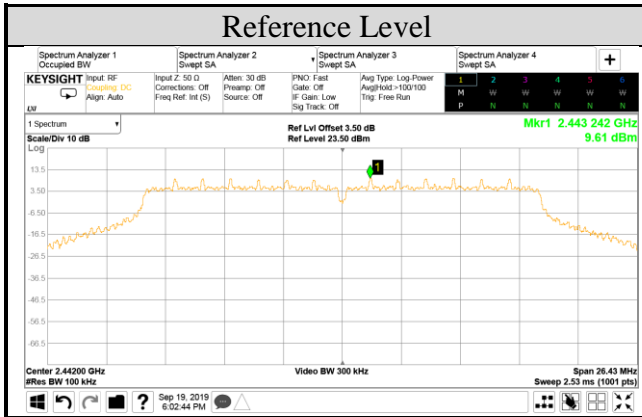 Reference Level
Spectrum Analyzer 1
Occupied BW
Spectrum Analyzer 2
Swept SA
Spectrum Analyzer 3
Swept SA
Spectrum Analyzer 4
Swept SA
+
KEYSIGHT
LXI
Input: RF
Coupling: DC
Align: Auto
Input Z: 50 Ω
Corrections: Off
Freq Ref: Int (S)
Atten: 30 dB
Preamp: Off
Source: Off
PNO: Fast
Gate: Off
IF Gain: Low
Sig Track: Off
Avg Type: Log-Power
Avg|Hold:>100/100
Trig: Free Run
1 2 3 4 5 6
M W W W W W
P N N N N N
1 Spectrum
Scale/Div 10 dB
Log
Ref Lvl Offset 3.50 dB
Ref Level 23.50 dBm
Mkr1 2.443 242 GHz
9.61 dBm
1
13.5
3.50
-6.50
-16.5
-26.5
-36.5
-46.5
-56.5
-66.5
Center 2.44200 GHz
#Res BW 100 kHz
Video BW 300 kHz
Span 26.43 MHz
Sweep 2.53 ms (1001 pts)
?
Sep 19, 2019
6:02:44 PM